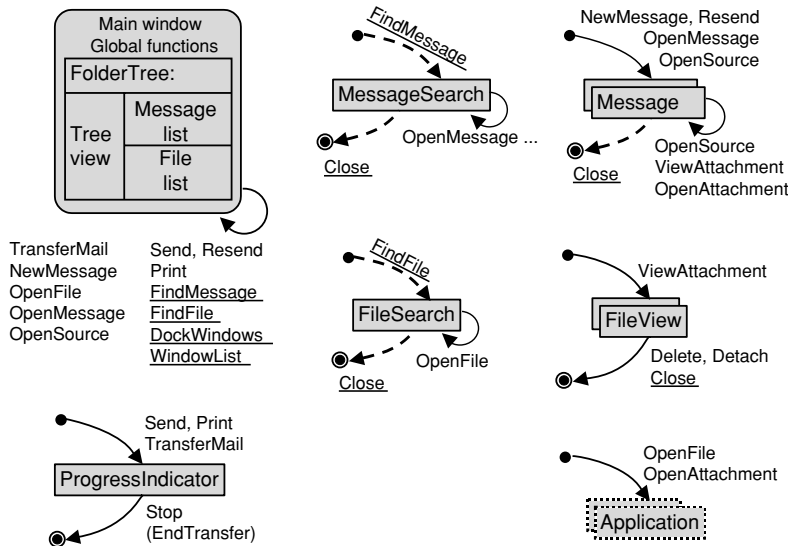 Main window
Global functions
FolderTree:
Tree
view
Message
list
File
list
TransferMail
NewMessage
OpenFile
OpenMessage
OpenSource
Send, Resend
Print
FindMessage
FindFile
DockWindows
WindowList
FindMessage
MessageSearch
OpenMessage ...
Close
NewMessage, Resend
OpenMessage
OpenSource
Message
OpenSource
ViewAttachment
OpenAttachment
Close
FindFile
FileSearch
OpenFile
Close
ViewAttachment
FileView
Delete, Detach
Close
Send, Print
TransferMail
ProgressIndicator
Stop
(EndTransfer)
OpenFile
OpenAttachment
Application